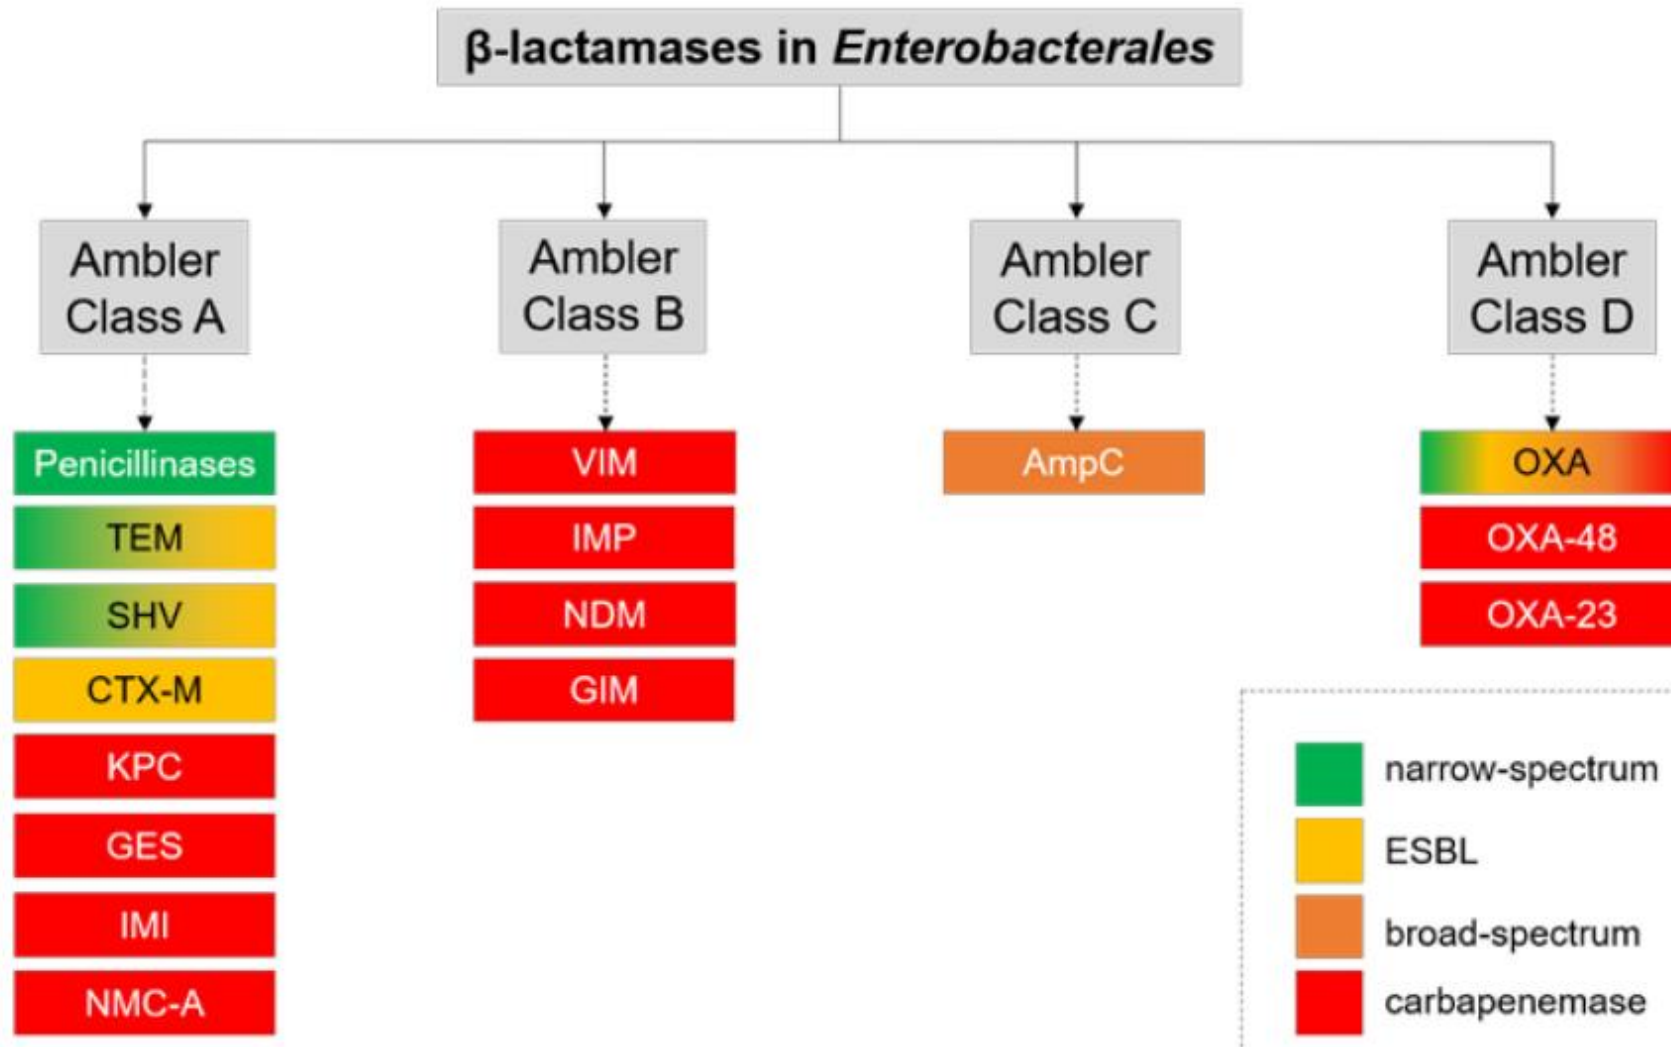 β-lactamases in Enterobacterales
Ambler
Class A
Ambler
Class B
Ambler
Class C
Ambler
Class D
Penicillinases
TEM
SHV
CTX-M
KPC
GES
IMI
NMC-A
VIM
IMP
NDM
GIM
AmpC
OXA
OXA-48
OXA-23
narrow-spectrum
ESBL
broad-spectrum
carbapenemase